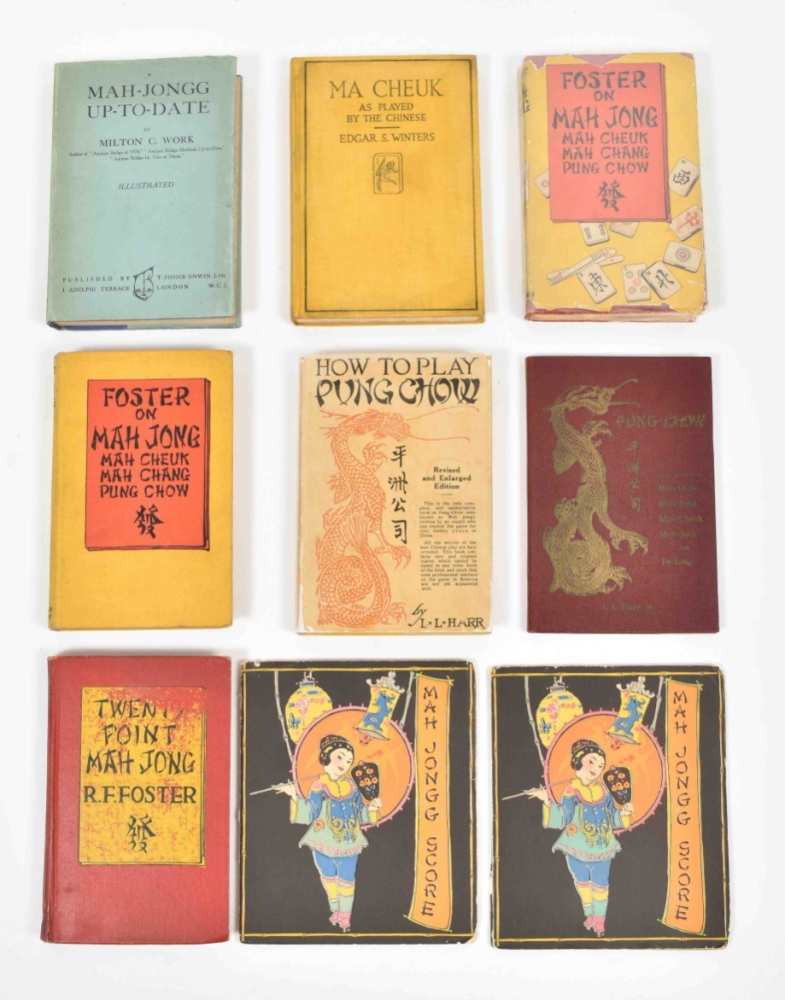 MAH-JONGG
UP-TO-DATE
BY
MILTON C. WORK
ILLUSTRATED
PUBLISHED BY T. FISHER UNWIN, LTD.
1 ADELPHI TERRACE LONDON W.C.2
MA CHEUK
AS PLAYED
BY THE CHINESE
EDGAR S. WINTERS
FOSTER
ON
MAH JONG
MAH CHEUK
MAH CHANG
PUNG CHOW
發
西
東
北
FOSTER
ON
MAH JONG
MAH CHEUK
MAH CHANG
PUNG CHOW
發
HOW TO PLAY
PUNG CHOW
平
洲
公
司
Revised
and Enlarged
Edition
by
L·L·HARR
PUNG CHOW
平
洲
公
司
L. L. Harr
TWENTY
POINT
MAH JONG
R.F.FOSTER
發
MAH JONGG SCORE
MAH JONGG SCORE